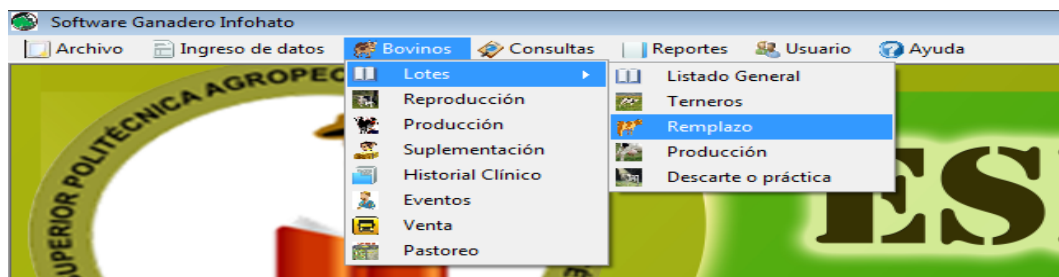 Software Ganadero Infohato
Archivo Ingreso de datos Bovinos Consultas Reportes Usuario Ayuda
Lotes
Reproducción
Producción
Suplementación
Historial Clínico
Eventos
Venta
Pastoreo
Listado General
Terneros
Remplazo
Producción
Descarte o práctica
SUPERIOR POLITÉCNICA AGROPEC
ES